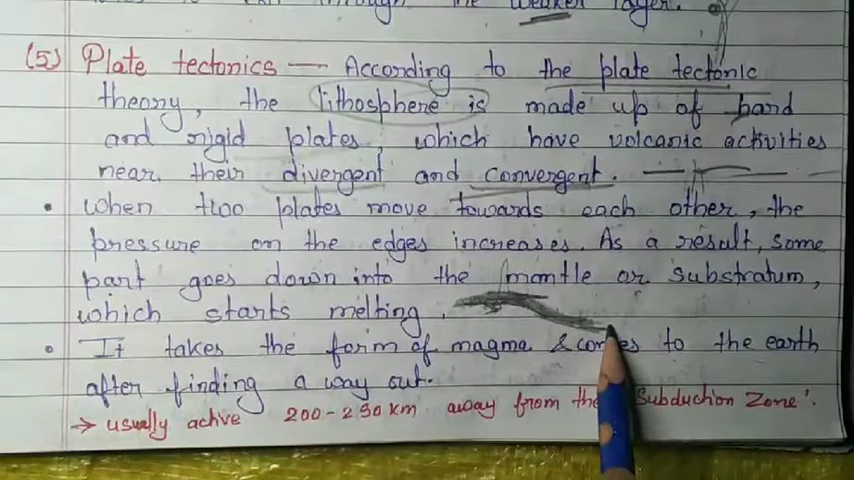 the weaker layer.
(5) Plate tectonics — According to the plate tectonic
theory, the lithosphere is made up of hard
and rigid plates, which have volcanic activities
near their divergent and convergent.
• when two plates move towards each other, the
pressure on the edges increases. As a result, some
part goes down into the mantle or substratum,
which starts melting.
• It takes the form of magma & comes to the earth
after finding a way out.
→ usually active 200-250km away from the 'Subduction Zone'.